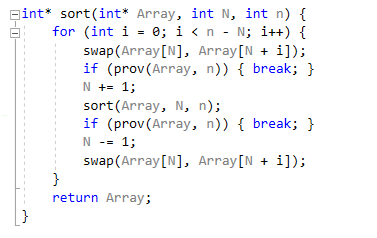 int* sort(int* Array, int N, int n) {
for (int i = 0; i < n - N; i++) {
swap(Array[N], Array[N + i]);
if (prov(Array, n)) { break; }
N += 1;
sort(Array, N, n);
if (prov(Array, n)) { break; }
N -= 1;
swap(Array[N], Array[N + i]);
}
return Array;
}